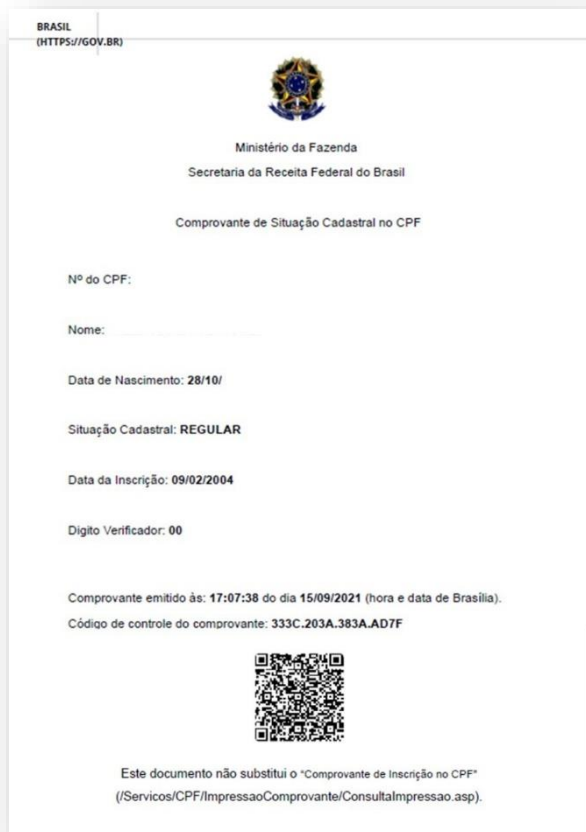 BRASIL
(HTTPS://GOV.BR)
Ministério da Fazenda
Secretaria da Receita Federal do Brasil
Comprovante de Situação Cadastral no CPF
Nº do CPF:
Nome:
Data de Nascimento: 28/10/
Situação Cadastral: REGULAR
Data da Inscrição: 09/02/2004
Digito Verificador: 00
Comprovante emitido às: 17:07:38 do dia 15/09/2021 (hora e data de Brasília).
Código de controle do comprovante: 333C.203A.383A.AD7F
Este documento não substitui o "Comprovante de Inscrição no CPF"
(/Servicos/CPF/ImpressaoComprovante/ConsultaImpressao.asp).